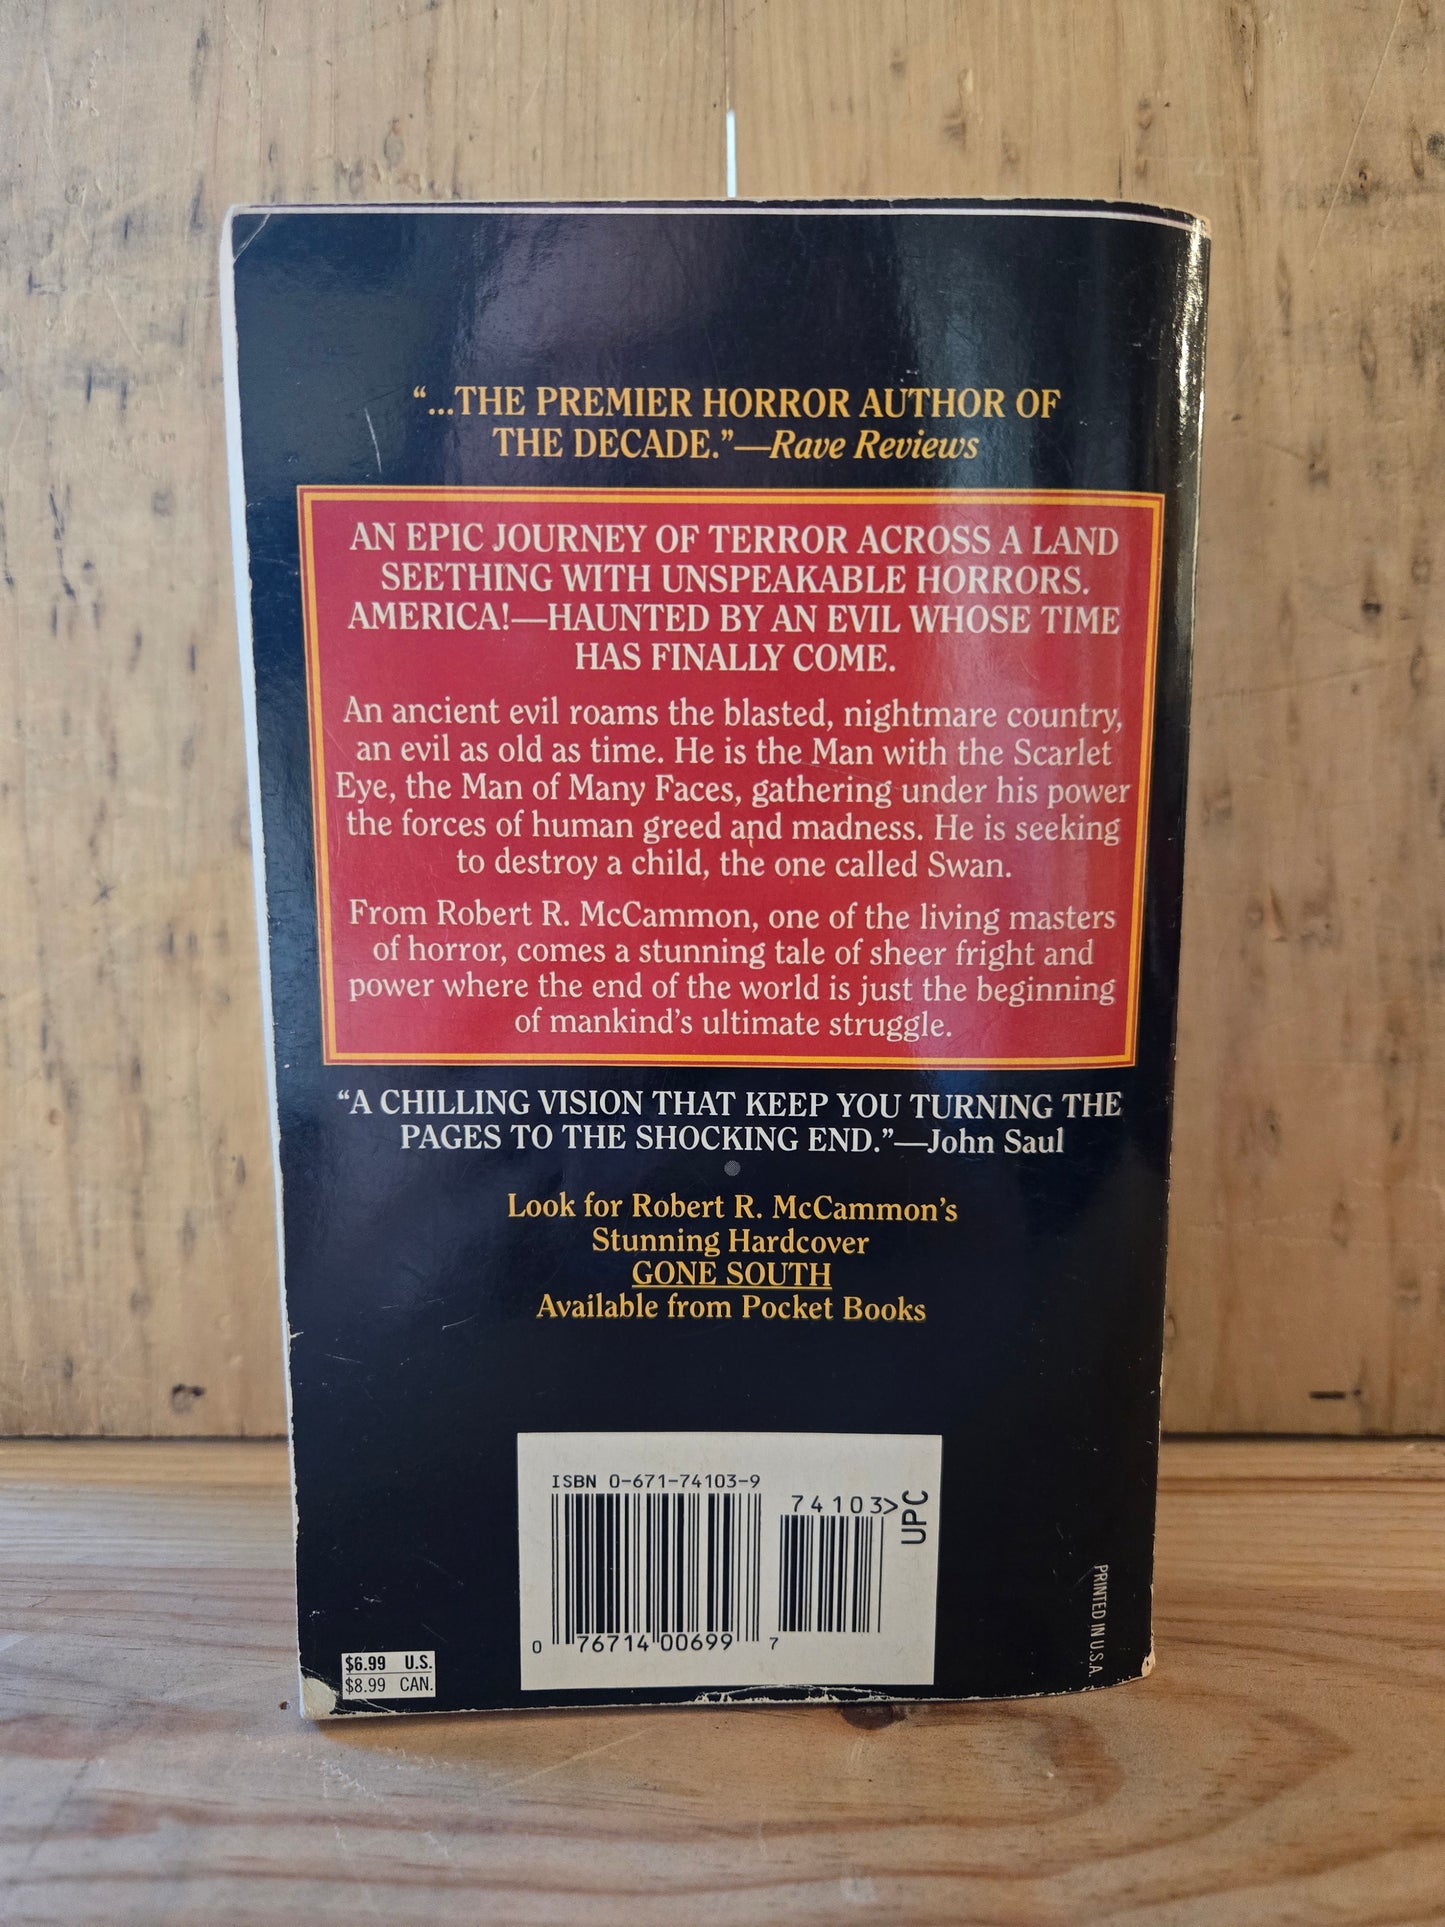 “...THE PREMIER HORROR AUTHOR OF
THE DECADE.”—Rave Reviews
AN EPIC JOURNEY OF TERROR ACROSS A LAND
SEETHING WITH UNSPEAKABLE HORRORS.
AMERICA!—HAUNTED BY AN EVIL WHOSE TIME
HAS FINALLY COME.
An ancient evil roams the blasted, nightmare country,
an evil as old as time. He is the Man with the Scarlet
Eye, the Man of Many Faces, gathering under his power
the forces of human greed and madness. He is seeking
to destroy a child, the one called Swan.
From Robert R. McCammon, one of the living masters
of horror, comes a stunning tale of sheer fright and
power where the end of the world is just the beginning
of mankind’s ultimate struggle.
“A CHILLING VISION THAT KEEP YOU TURNING THE
PAGES TO THE SHOCKING END.”—John Saul
Look for Robert R. McCammon’s
Stunning Hardcover
GONE SOUTH
Available from Pocket Books
ISBN 0-671-74103-9
74103>
UPC
0 76714 00699 7
PRINTED IN U.S.A.
$6.99 U.S.
$8.99 CAN.